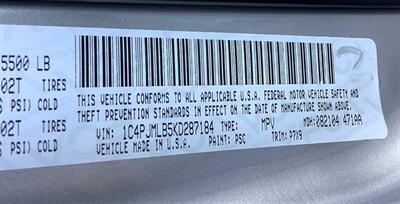 5500 LB
02T TIRES
PSI) COLD
02T TIRES
PSI) COLD
THIS VEHICLE CONFORMS TO ALL APPLICABLE U.S.A. FEDERAL MOTOR VEHICLE SAFETY AND
THEFT PREVENTION STANDARDS IN EFFECT ON THE DATE OF MANUFACTURE SHOWN ABOVE.
VIN: 1C4PJMLB5KD287184 TYPE: MPV MDH: 082104 471AA
MADE IN U.S.A. PAINT: PSC TRIM: P7X9